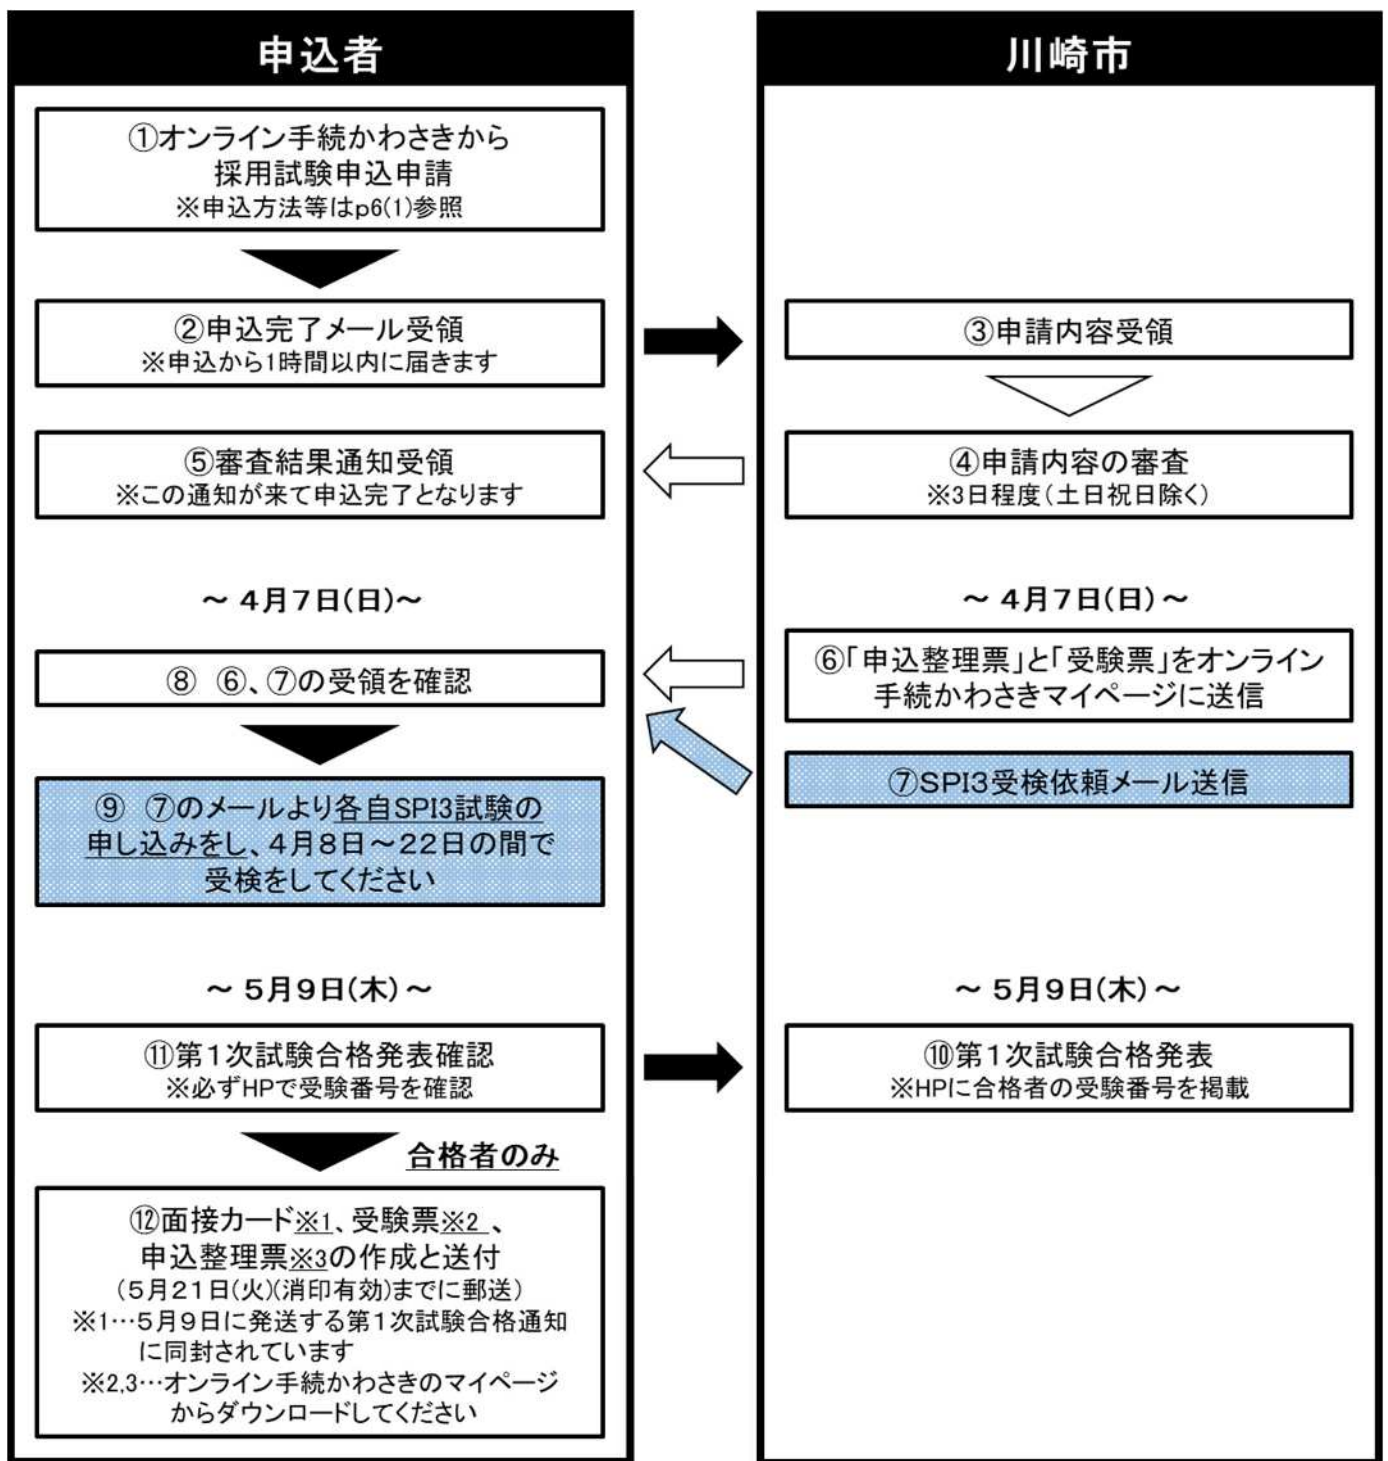 申込者
①オンライン手続かわさきから
採用試験申込申請
※申込方法等はp6(1)参照
②申込完了メール受領
※申込から1時間以内に届きます
⑤審査結果通知受領
※この通知が来て申込完了となります
～ 4月7日(日)～
⑧ ⑥、⑦の受領を確認
⑨ ⑦のメールより各自SPI3試験の
申し込みをし、4月8日～22日の間で
受検をしてください
～ 5月9日(木)～
⑪第1次試験合格発表確認
※必ずHPで受験番号を確認
合格者のみ
⑫面接カード※1、受験票※2 、
申込整理票※3の作成と送付
(5月21日(火)(消印有効)までに郵送)
※1…5月9日に発送する第1次試験合格通知
に同封されています
※2,3…オンライン手続かわさきのマイページ
からダウンロードしてください
川崎市
③申請内容受領
④申請内容の審査
※3日程度(土日祝日除く)
～ 4月7日(日)～
⑥「申込整理票」と「受験票」をオンライン
手続かわさきマイページに送信
⑦SPI3受検依頼メール送信
～ 5月9日(木)～
⑩第1次試験合格発表
※HPに合格者の受験番号を掲載